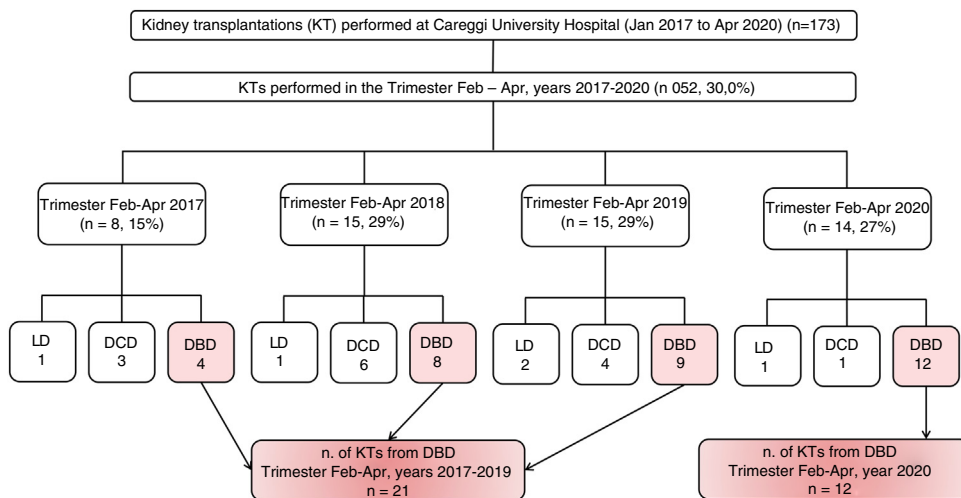 Kidney transplantations (KT) performed at Careggi University Hospital (Jan 2017 to Apr 2020) (n=173)
KTs performed in the Trimester Feb – Apr, years 2017-2020 (n 052, 30,0%)
Trimester Feb-Apr 2017
(n = 8, 15%)
Trimester Feb-Apr 2018
(n = 15, 29%)
Trimester Feb-Apr 2019
(n = 15, 29%)
Trimester Feb-Apr 2020
(n = 14, 27%)
LD
1
DCD
3
DBD
4
LD
1
DCD
6
DBD
8
LD
2
DCD
4
DBD
9
LD
1
DCD
1
DBD
12
n. of KTs from DBD
Trimester Feb-Apr, years 2017-2019
n = 21
n. of KTs from DBD
Trimester Feb-Apr, year 2020
n = 12